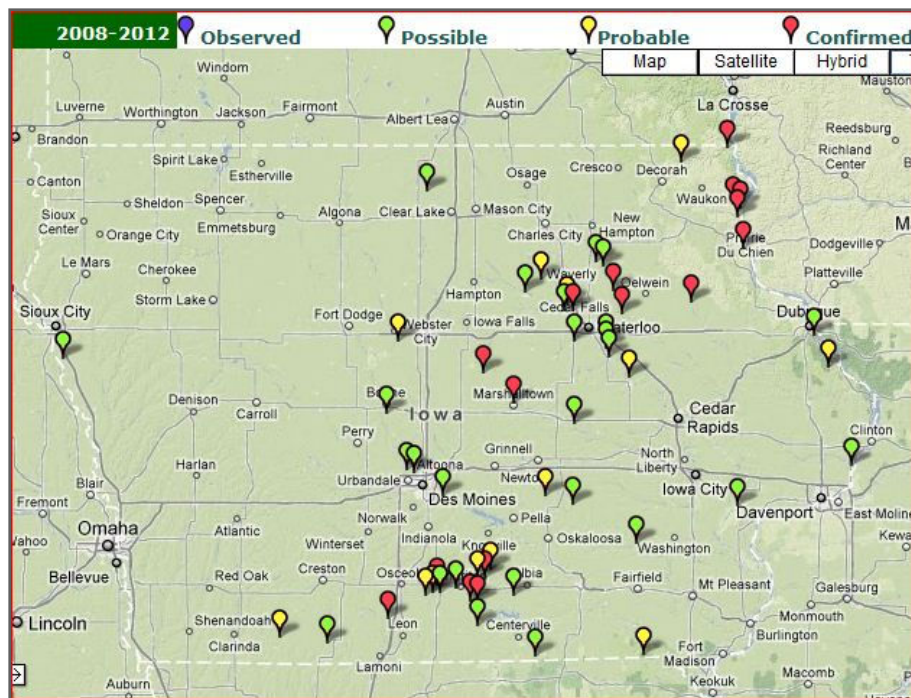 2008-2012 Observed Possible Probable Confirmed
Map Satellite Hybrid
Windom
Mauston
La Crosse
Luverne Worthington Jackson Fairmont Albert Lea Austin
Brandon
Reedsburg
Spirit Lake
Richland
Center
Estherville
Cresco
Decorah
Canton
Osage
Waukon
Sheldon Spencer
Algona Clear Lake Mason City
Sioux
Center
Emmetsburg
New
Hampton
Orange City
Charles City
Prairie
Du Chien
Dodgeville
Le Mars
Cherokee
Waverly
Oelwein
Platteville
Storm Lake
Hampton
Cedar Falls
Sioux City
Fort Dodge
Webster
City
Iowa Falls
Waterloo
Dubuque
Marshalltown
Denison
Carroll
Boone
Iowa
Cedar
Rapids
Perry
Clinton
Harlan
Grinnell
North
Liberty
Altoona
Urbandale
Newton
Iowa City
Blair
Des Moines
Davenport
Fremont
East Moline
Norwalk
Pella
Omaha
Atlantic
Winterset
Indianola
Knoxville
Oskaloosa
Washington
Wahoo
Kewa
Bellevue
Red Oak
Creston
Osceola
Albia
Fairfield
Mt Pleasant
Galesburg
Monmouth
Lincoln
Shenandoah
Clarinda
Leon
Centerville
Burlington
Lamoni
Fort
Madison
Macomb
Auburn
Keokuk